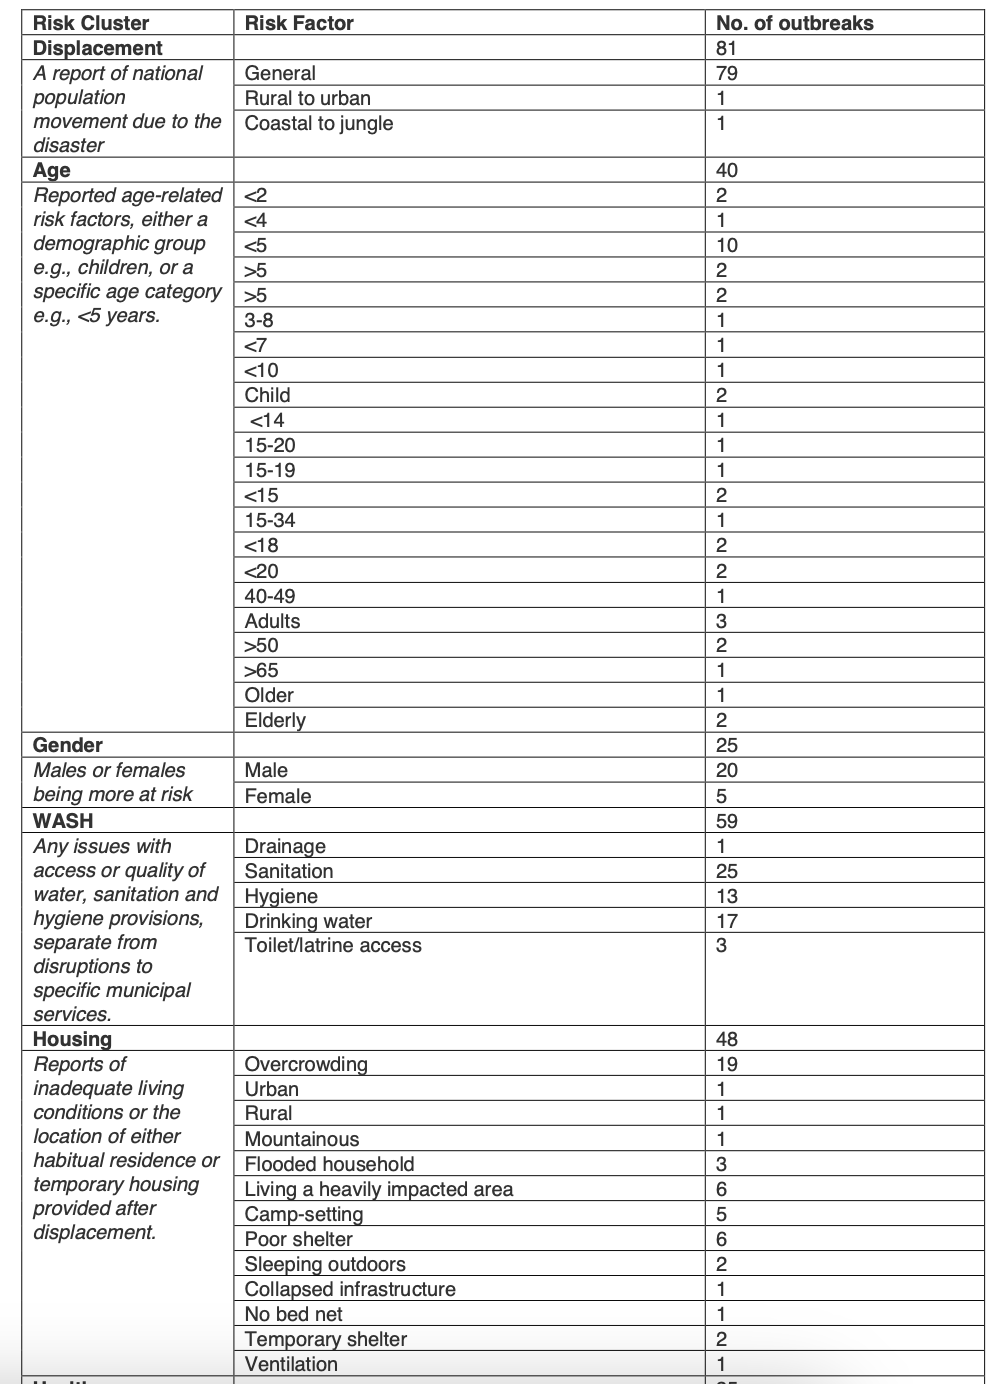 Risk Cluster Risk Factor No. of outbreaks
Displacement 81
A report of national General 79
population Rural to urban 1
movement due to the Coastal to jungle 1
disaster
Age 40
Reported age-related <2 2
risk factors, either a <4 1
demographic group <5 10
e.g., children, or a >5 2
specific age category >5 2
e.g., <5 years. 3-8 1
<7 1
<10 1
Child 2
<14 1
15-20 1
15-19 1
<15 2
15-34 1
<18 2
<20 2
40-49 1
Adults 3
>50 2
>65 1
Older 1
Elderly 2
Gender 25
Males or females Male 20
being more at risk Female 5
WASH 59
Any issues with Drainage 1
access or quality of Sanitation 25
water, sanitation and Hygiene 13
hygiene provisions, Drinking water 17
separate from Toilet/latrine access 3
disruptions to
specific municipal
services.
Housing 48
Reports of Overcrowding 19
inadequate living Urban 1
conditions or the Rural 1
location of either Mountainous 1
habitual residence or Flooded household 3
temporary housing Living a heavily impacted area 6
provided after Camp-setting 5
displacement. Poor shelter 6
Sleeping outdoors 2
Collapsed infrastructure 1
No bed net 1
Temporary shelter 2
Ventilation 1